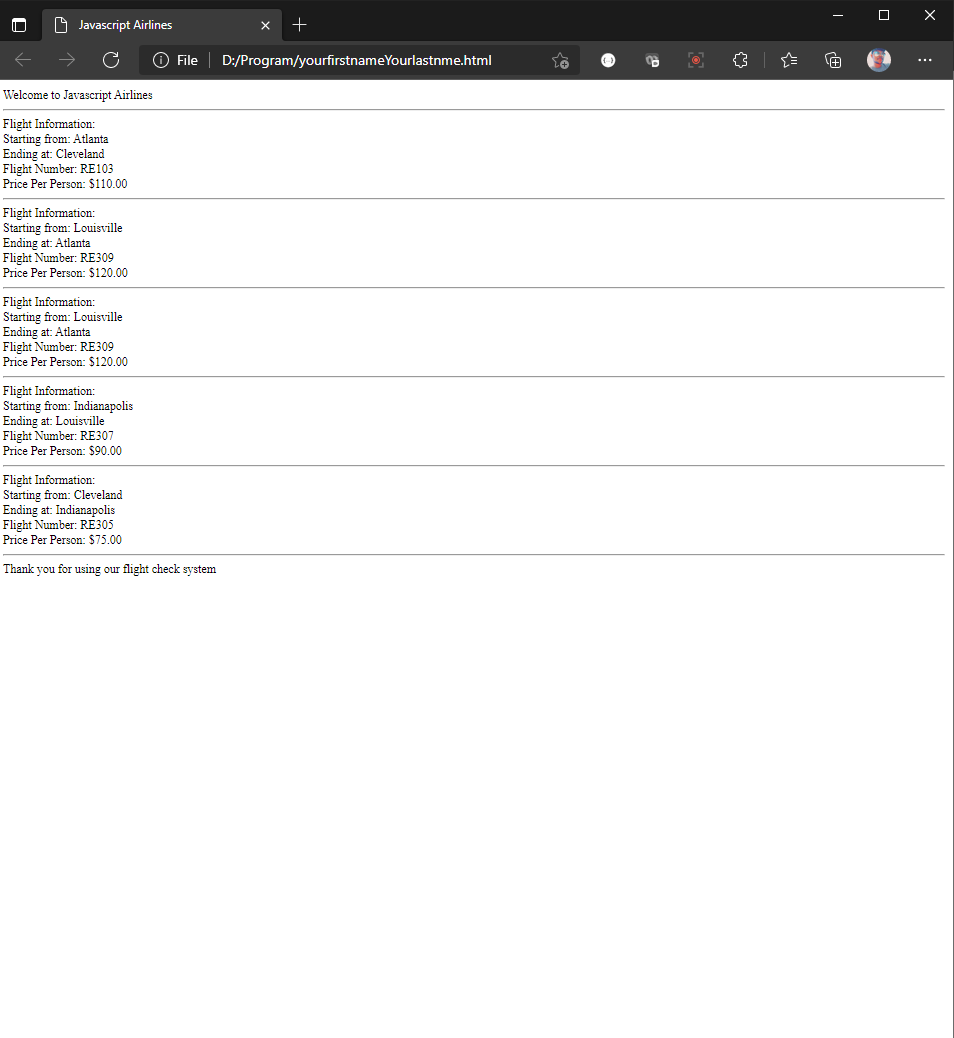 Javascript Airlines
File
D:/Program/yourfirstnameYourlastnme.html
Welcome to Javascript Airlines
Flight Information:
Starting from: Atlanta
Ending at: Cleveland
Flight Number: RE103
Price Per Person: $110.00
Flight Information:
Starting from: Louisville
Ending at: Atlanta
Flight Number: RE309
Price Per Person: $120.00
Flight Information:
Starting from: Louisville
Ending at: Atlanta
Flight Number: RE309
Price Per Person: $120.00
Flight Information:
Starting from: Indianapolis
Ending at: Louisville
Flight Number: RE307
Price Per Person: $90.00
Flight Information:
Starting from: Cleveland
Ending at: Indianapolis
Flight Number: RE305
Price Per Person: $75.00
Thank you for using our flight check system